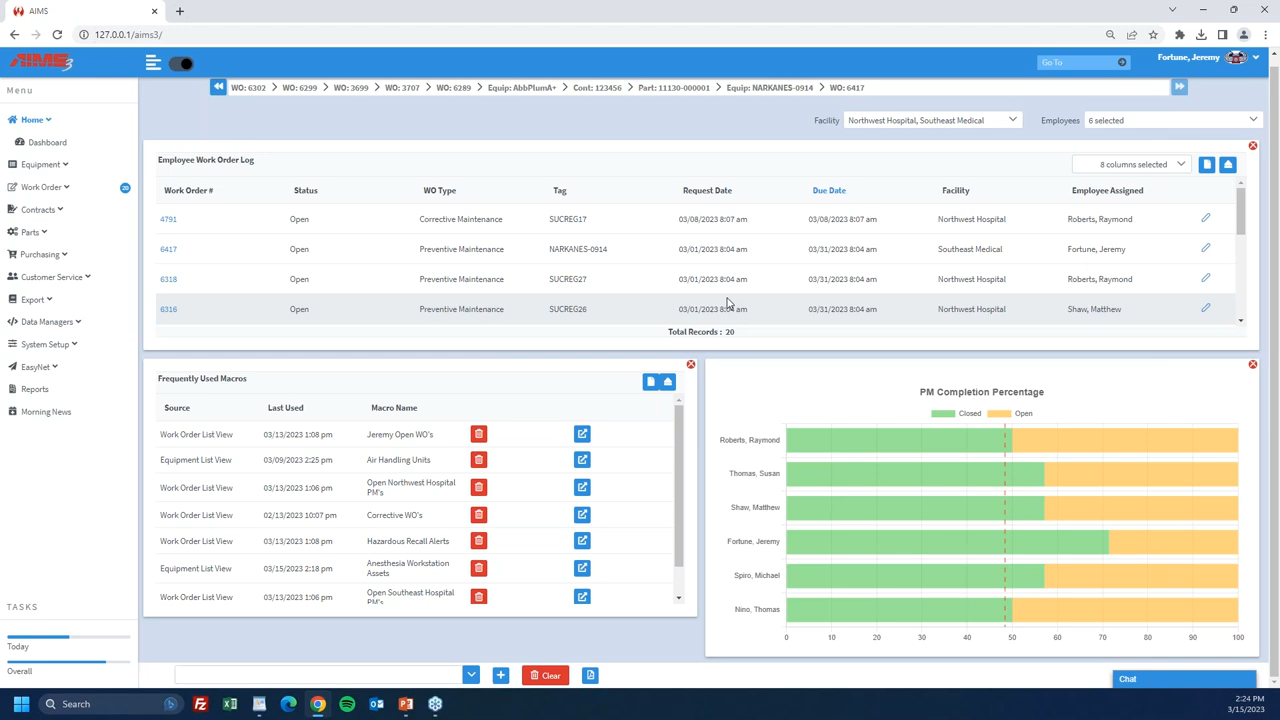 AIMS
127.0.0.1/aims3/
AIMS3
Go To
Fortune, Jeremy
Menu
WO: 6302 > WO: 6299 > WO: 3699 > WO: 3707 > WO: 6289 > Equip: AbbPlumA+ > Cont: 123456 > Part: 11130-000001 > Equip: NARKANES-0914 > WO: 6417
Home
Dashboard
Equipment
Work Order
20
Contracts
Parts
Purchasing
Customer Service
Export
Data Managers
System Setup
EasyNet
Reports
Morning News
TASKS
Today
Overall
Facility Northwest Hospital, Southeast Medical Employees 6 selected
Employee Work Order Log
8 columns selected
Work Order # Status WO Type Tag Request Date Due Date Facility Employee Assigned
4791 Open Corrective Maintenance SUCREG17 03/08/2023 8:07 am 03/08/2023 8:07 am Northwest Hospital Roberts, Raymond
6417 Open Preventive Maintenance NARKANES-0914 03/01/2023 8:04 am 03/31/2023 8:04 am Southeast Medical Fortune, Jeremy
6318 Open Preventive Maintenance SUCREG27 03/01/2023 8:04 am 03/31/2023 8:04 am Northwest Hospital Roberts, Raymond
6316 Open Preventive Maintenance SUCREG26 03/01/2023 8:04 am 03/31/2023 8:04 am Northwest Hospital Shaw, Matthew
Total Records : 20
Frequently Used Macros
Source Last Used Macro Name
Work Order List View 03/13/2023 1:08 pm Jeremy Open WO's
Equipment List View 03/09/2023 2:25 pm Air Handling Units
Work Order List View 03/13/2023 1:06 pm Open Northwest Hospital
PM's
Work Order List View 02/13/2023 10:07 pm Corrective WO's
Work Order List View 03/13/2023 1:08 pm Hazardous Recall Alerts
Equipment List View 03/15/2023 2:18 pm Anesthesia Workstation
Assets
Work Order List View 03/13/2023 1:06 pm Open Southeast Hospital
PM's
PM Completion Percentage
Closed Open
Roberts, Raymond
Thomas, Susan
Shaw, Matthew
Fortune, Jeremy
Spiro, Michael
Nino, Thomas
0 10 20 30 40 50 60 70 80 90 100
Clear
Chat
Search
2:24 PM
3/15/2023